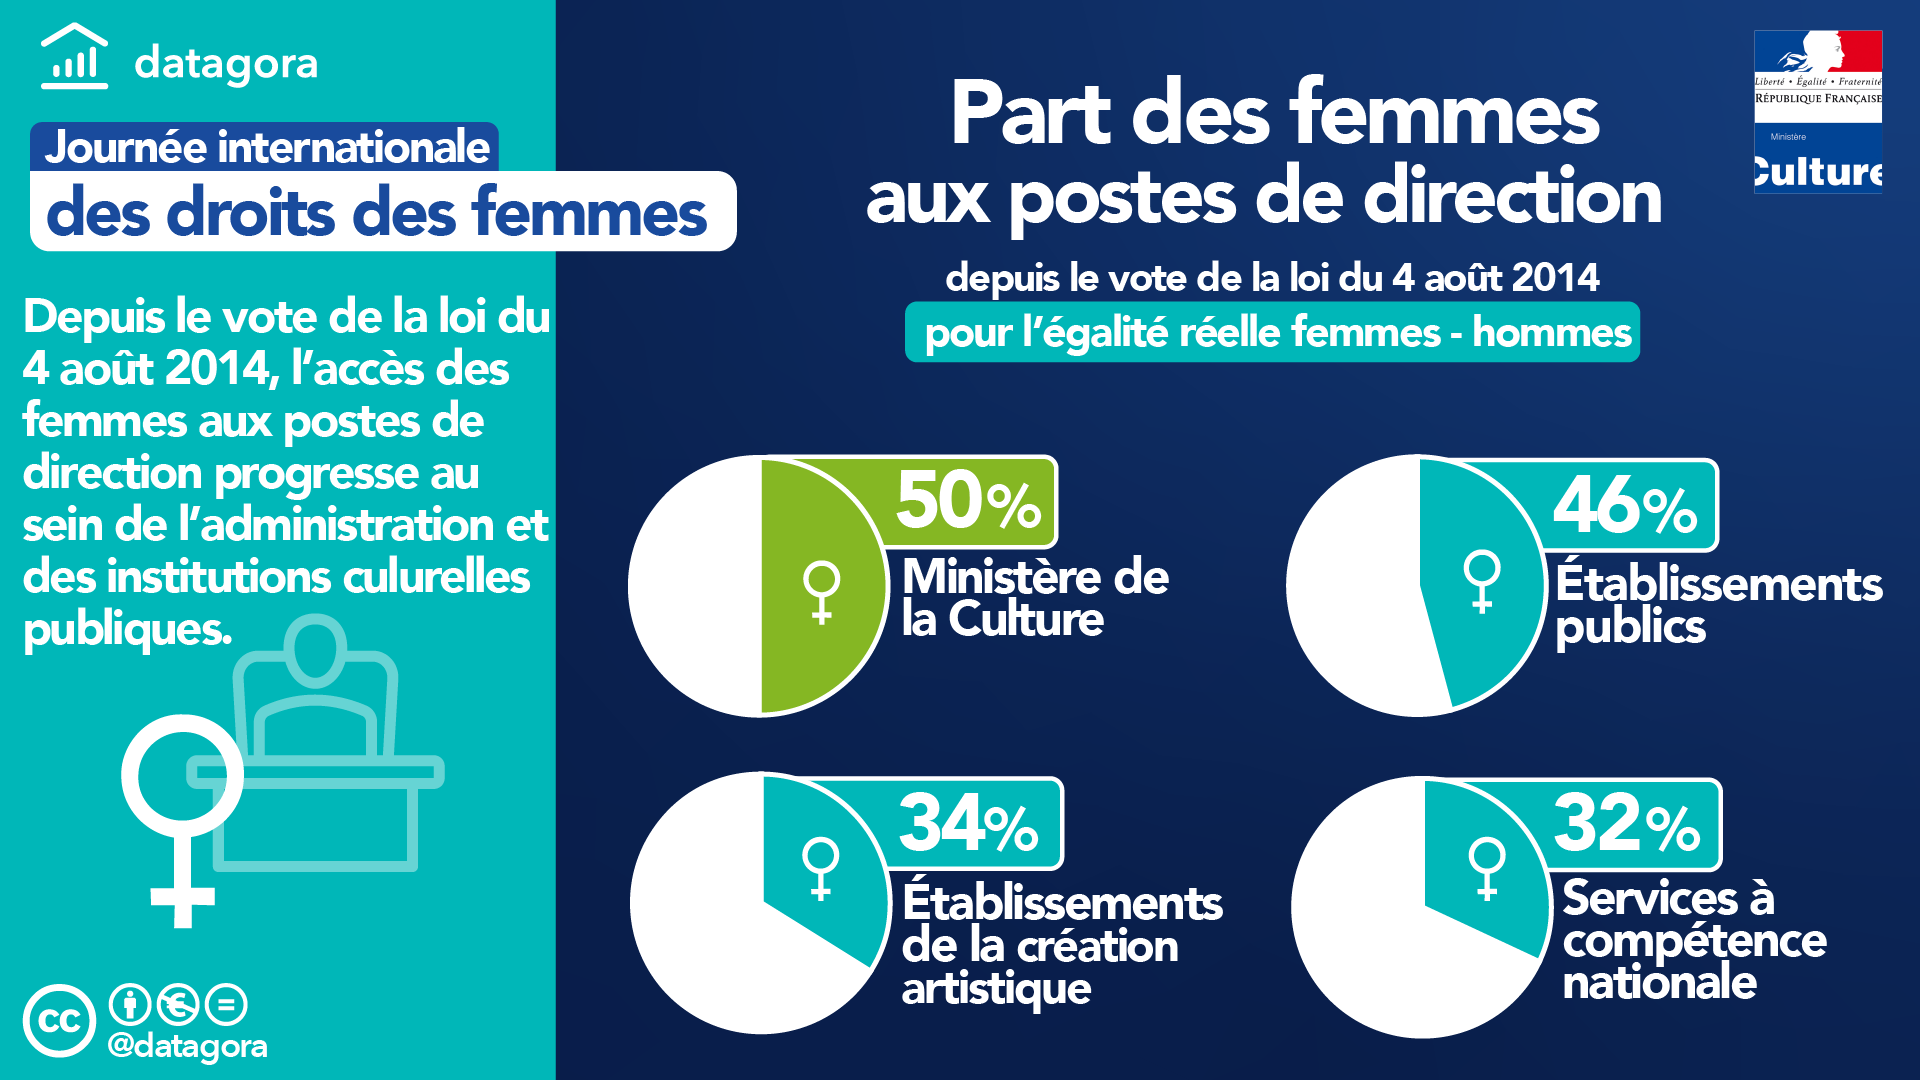 datagora
Journée internationale
des droits des femmes
Depuis le vote de la loi du
4 août 2014, l’accès des
femmes aux postes de
direction progresse au
sein de l’administration et
des institutions culurelles
publiques.
cc
@datagora
Part des femmes
aux postes de direction
depuis le vote de la loi du 4 août 2014
pour l’égalité réelle femmes - hommes
Liberté • Égalité • Fraternité
RÉPUBLIQUE FRANÇAISE
Ministère
Culture
50%
Ministère de
la Culture
46%
Établissements
publics
34%
Établissements
de la création
artistique
32%
Services à
compétence
nationale